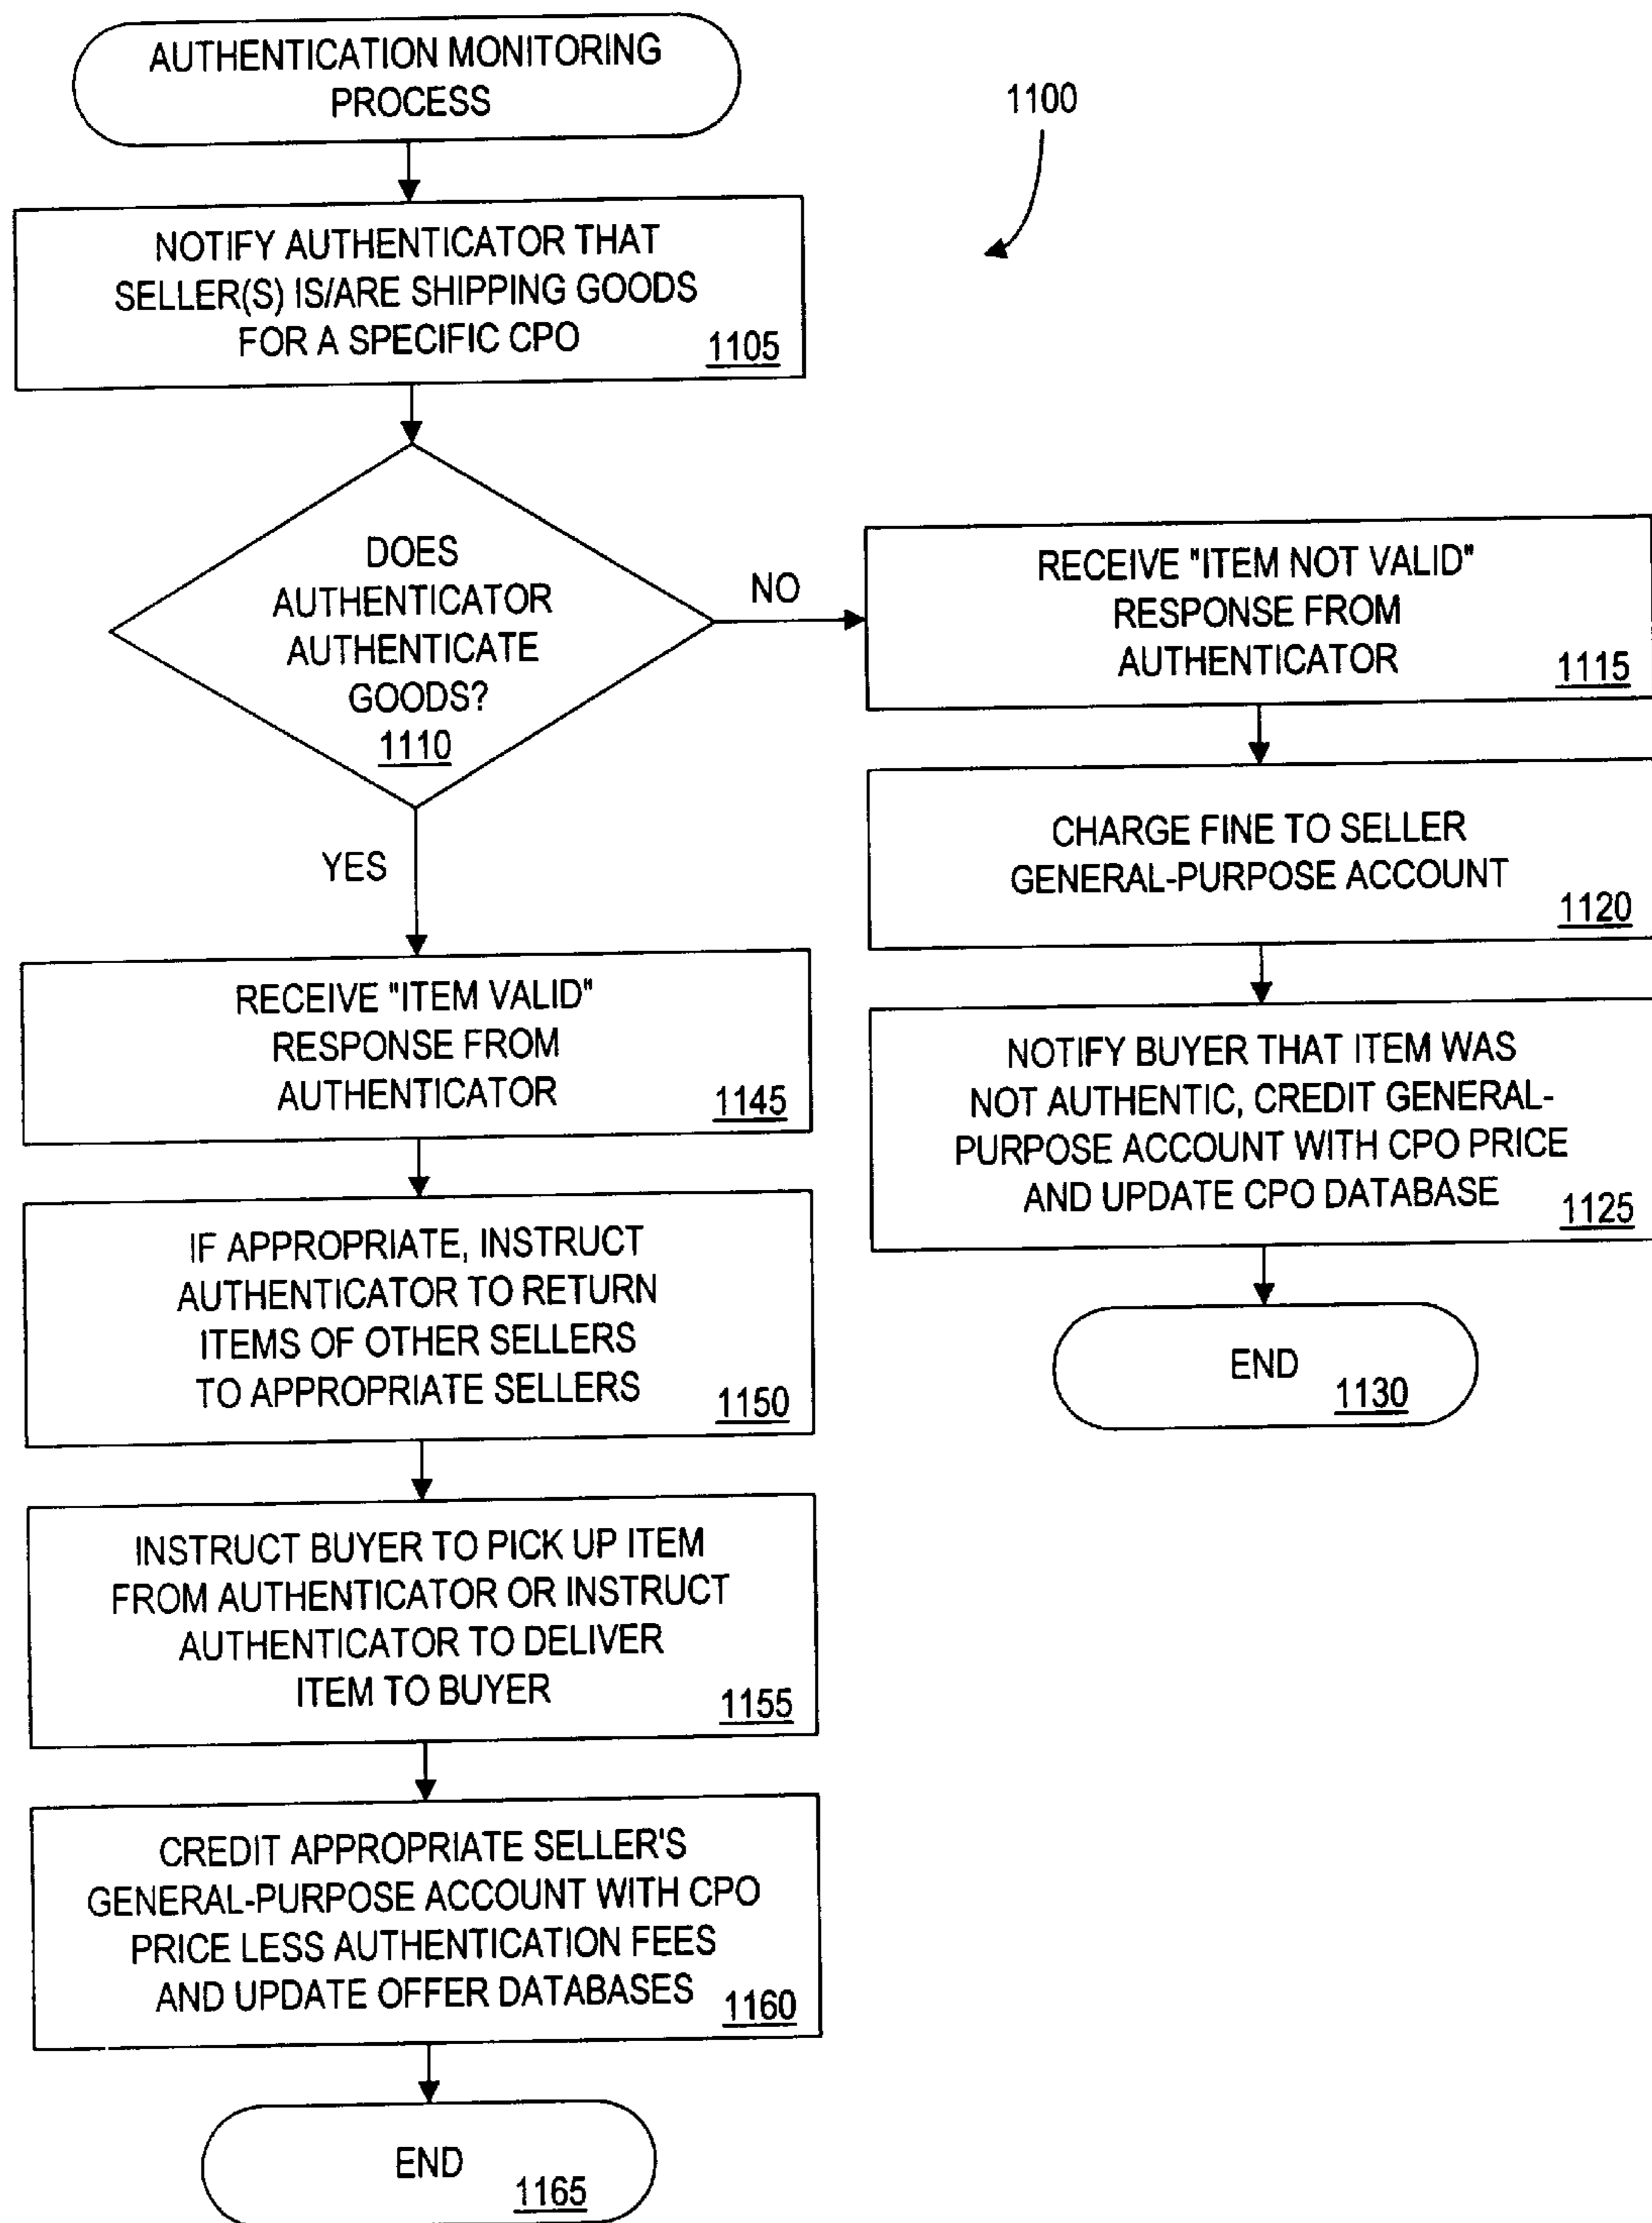 AUTHENTICATION MONITORING
PROCESS
1100
NOTIFY AUTHENTICATOR THAT
SELLER(S) IS/ARE SHIPPING GOODS
FOR A SPECIFIC CPO
1105
DOES
AUTHENTICATOR
AUTHENTICATE
GOODS?
1110
NO
RECEIVE "ITEM NOT VALID"
RESPONSE FROM
AUTHENTICATOR
1115
CHARGE FINE TO SELLER
GENERAL-PURPOSE ACCOUNT
1120
NOTIFY BUYER THAT ITEM WAS
NOT AUTHENTIC, CREDIT GENERAL-
PURPOSE ACCOUNT WITH CPO PRICE
AND UPDATE CPO DATABASE
1125
END
1130
YES
RECEIVE "ITEM VALID"
RESPONSE FROM
AUTHENTICATOR
1145
IF APPROPRIATE, INSTRUCT
AUTHENTICATOR TO RETURN
ITEMS OF OTHER SELLERS
TO APPROPRIATE SELLERS
1150
INSTRUCT BUYER TO PICK UP ITEM
FROM AUTHENTICATOR OR INSTRUCT
AUTHENTICATOR TO DELIVER
ITEM TO BUYER
1155
CREDIT APPROPRIATE SELLER'S
GENERAL-PURPOSE ACCOUNT WITH CPO
PRICE LESS AUTHENTICATION FEES
AND UPDATE OFFER DATABASES
1160
END
1165